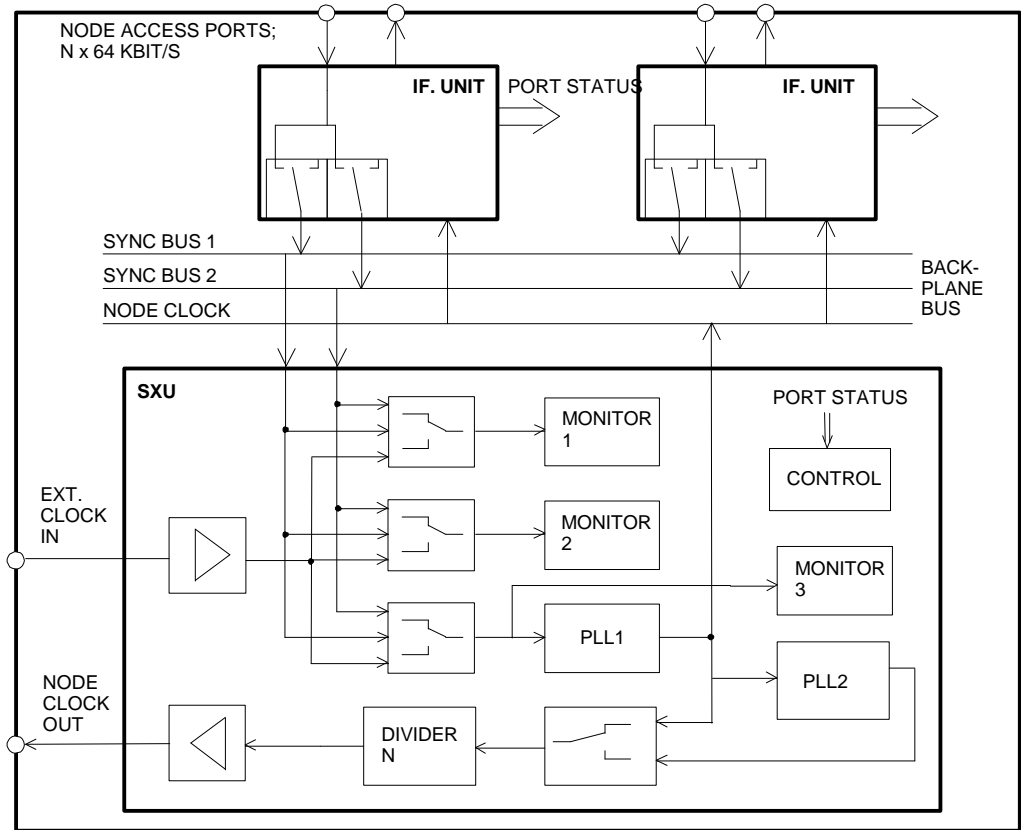 NODE ACCESS PORTS;
N x 64 KBIT/S
IF. UNIT
PORT STATUS
IF. UNIT
SYNC BUS 1
SYNC BUS 2
NODE CLOCK
BACK-
PLANE
BUS
SXU
MONITOR
1
PORT STATUS
CONTROL
EXT.
CLOCK
IN
MONITOR
2
MONITOR
3
PLL1
PLL2
NODE
CLOCK
OUT
DIVIDER
N